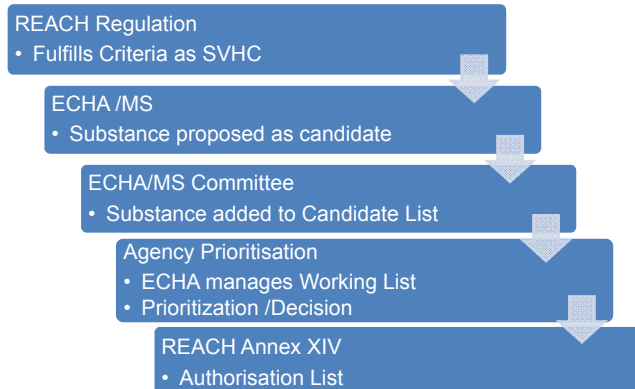 REACH Regulation
• Fulfills Criteria as SVHC
ECHA /MS
• Substance proposed as candidate
ECHA/MS Committee
• Substance added to Candidate List
Agency Prioritisation
• ECHA manages Working List
• Prioritization /Decision
REACH Annex XIV
• Authorisation List